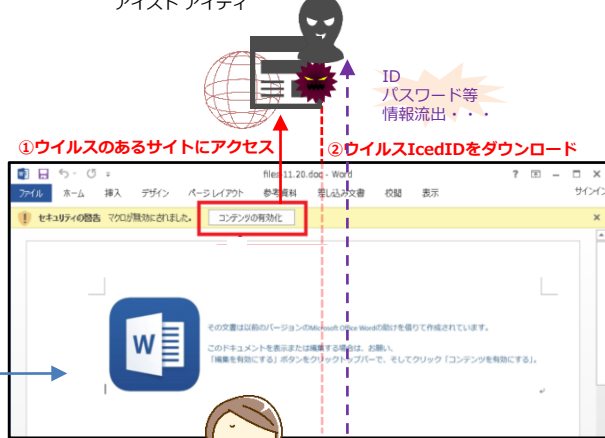 アイスド アイディ
ID
パスワード等
情報流出・・・
①ウイルスのあるサイトにアクセス
②ウイルスIcedIDをダウンロード
files-11.20.doc - Word
ファイル ホーム 挿入 デザイン ページ レイアウト 参考資料 差し込み文書 校閲 表示 サインイン
セキュリティの警告 マクロが無効にされました。 コンテンツの有効化
W
その文書は以前のバージョンのMicrosoft Office Wordの助けを借りて作成されています。
このドキュメントを表示または編集する場合は、お願い、
「編集を有効にする」ボタンをクリックトップバーで、そしてクリック「コンテンツを有効にする」。